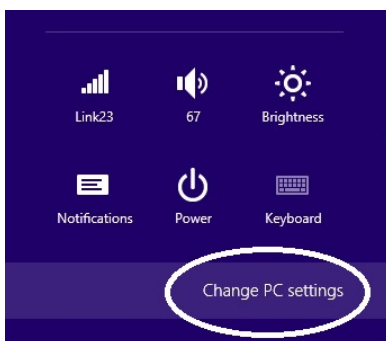 Link23 67 Brightness
Notifications Power Keyboard
Change PC settings